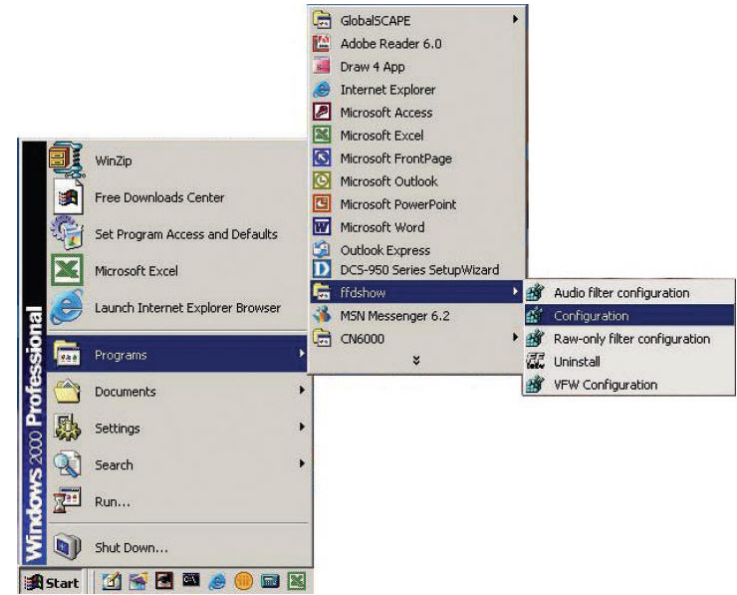 GlobalSCAPE
Adobe Reader 6.0
Draw 4 App
Internet Explorer
Microsoft Access
Microsoft Excel
Microsoft FrontPage
Microsoft Outlook
Microsoft PowerPoint
Microsoft Word
Outlook Express
DCS-950 Series SetupWizard
ffdshow
MSN Messenger 6.2
CN6000
Audio filter configuration
Configuration
Raw-only filter configuration
Uninstall
VFW Configuration
WinZip
Free Downloads Center
Set Program Access and Defaults
Microsoft Excel
Launch Internet Explorer Browser
Programs
Documents
Settings
Search
Run...
Shut Down...
Windows 2000 Professional
Start